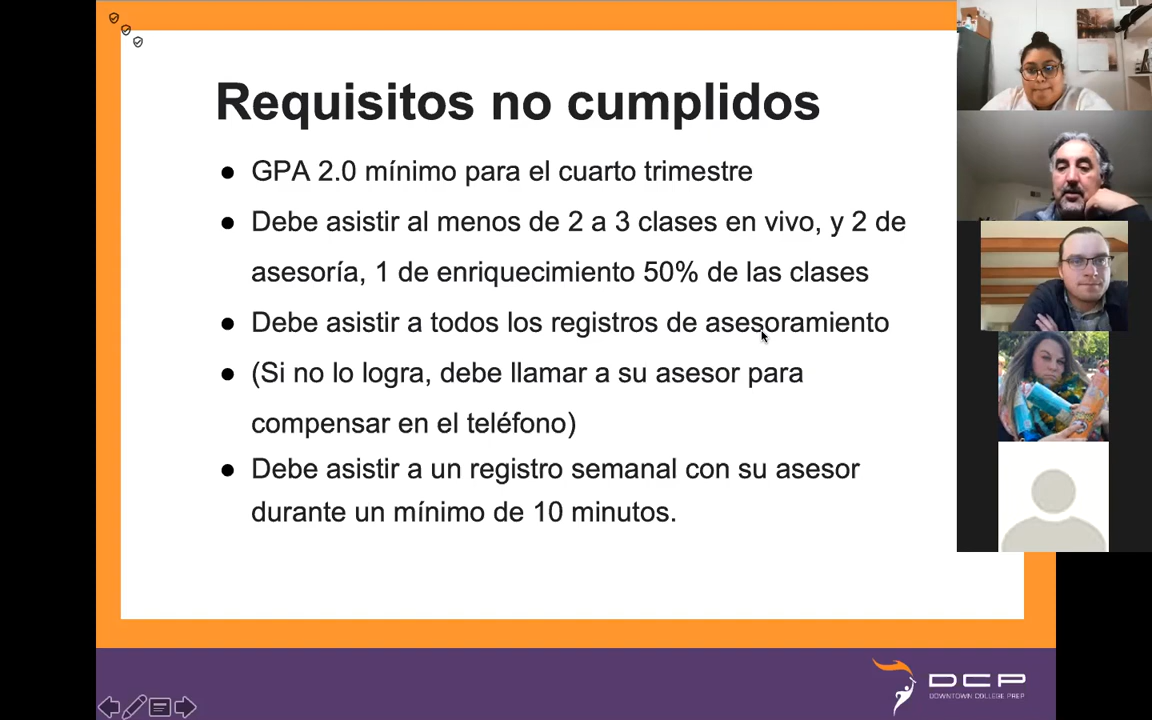 Requisitos no cumplidos
● GPA 2.0 mínimo para el cuarto trimestre
● Debe asistir al menos de 2 a 3 clases en vivo, y 2 de
asesoría, 1 de enriquecimiento 50% de las clases
● Debe asistir a todos los registros de asesoramiento
● (Si no lo logra, debe llamar a su asesor para
compensar en el teléfono)
● Debe asistir a un registro semanal con su asesor
durante un mínimo de 10 minutos.
DCP
DOWNTOWN COLLEGE PREP